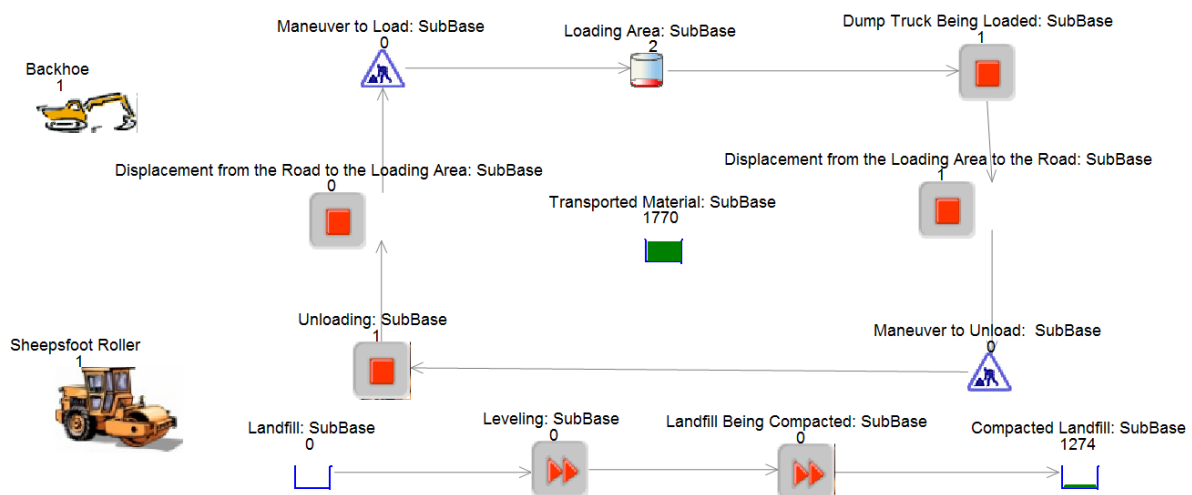 Maneuver to Load: SubBase
0
Loading Area: SubBase
2
Dump Truck Being Loaded: SubBase
1
Backhoe
1
Displacement from the Road to the Loading Area: SubBase
0
Displacement from the Loading Area to the Road: SubBase
1
Transported Material: SubBase
1770
Unloading: SubBase
1
Maneuver to Unload:  SubBase
0
Sheepsfoot Roller
1
Landfill: SubBase
0
Leveling: SubBase
0
Landfill Being Compacted: SubBase
0
Compacted Landfill: SubBase
1274